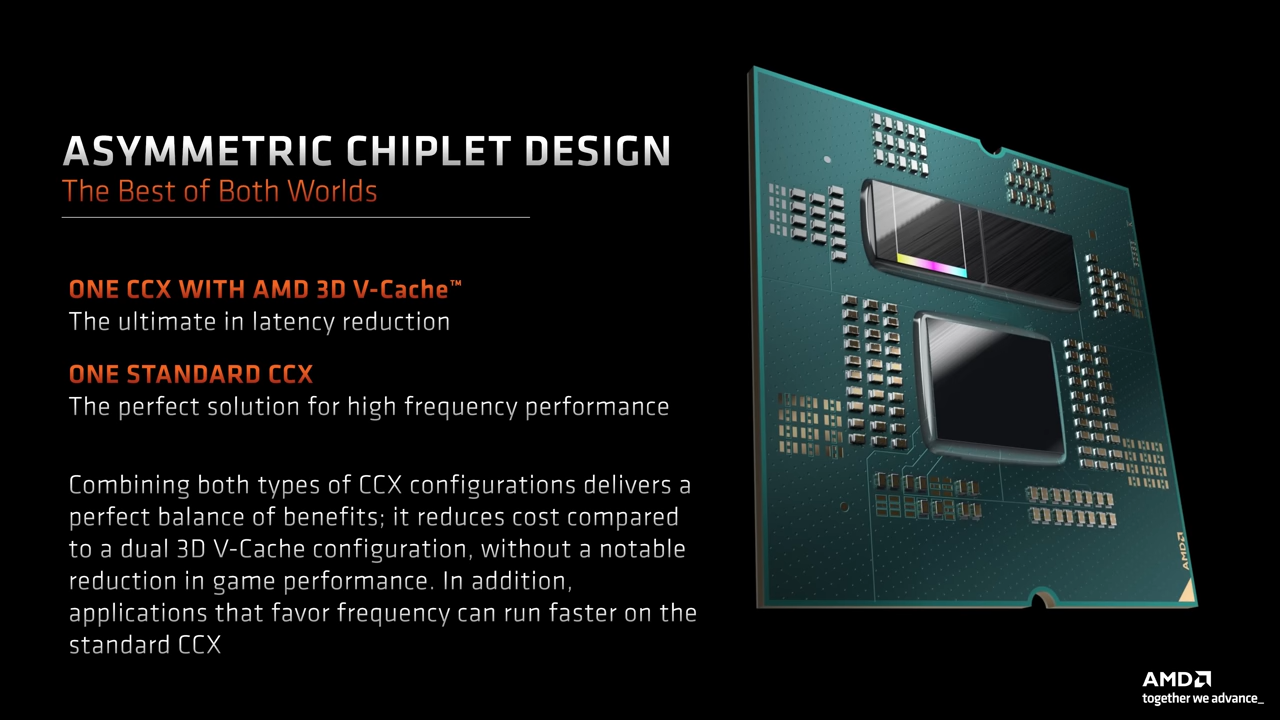 ASYMMETRIC CHIPLET DESIGN
The Best of Both Worlds
ONE CCX WITH AMD 3D V-Cache™
The ultimate in latency reduction
ONE STANDARD CCX
The perfect solution for high frequency performance
Combining both types of CCX configurations delivers a
perfect balance of benefits; it reduces cost compared
to a dual 3D V-Cache configuration, without a notable
reduction in game performance. In addition,
applications that favor frequency can run faster on the
standard CCX
AMD
AMD
together we advance_